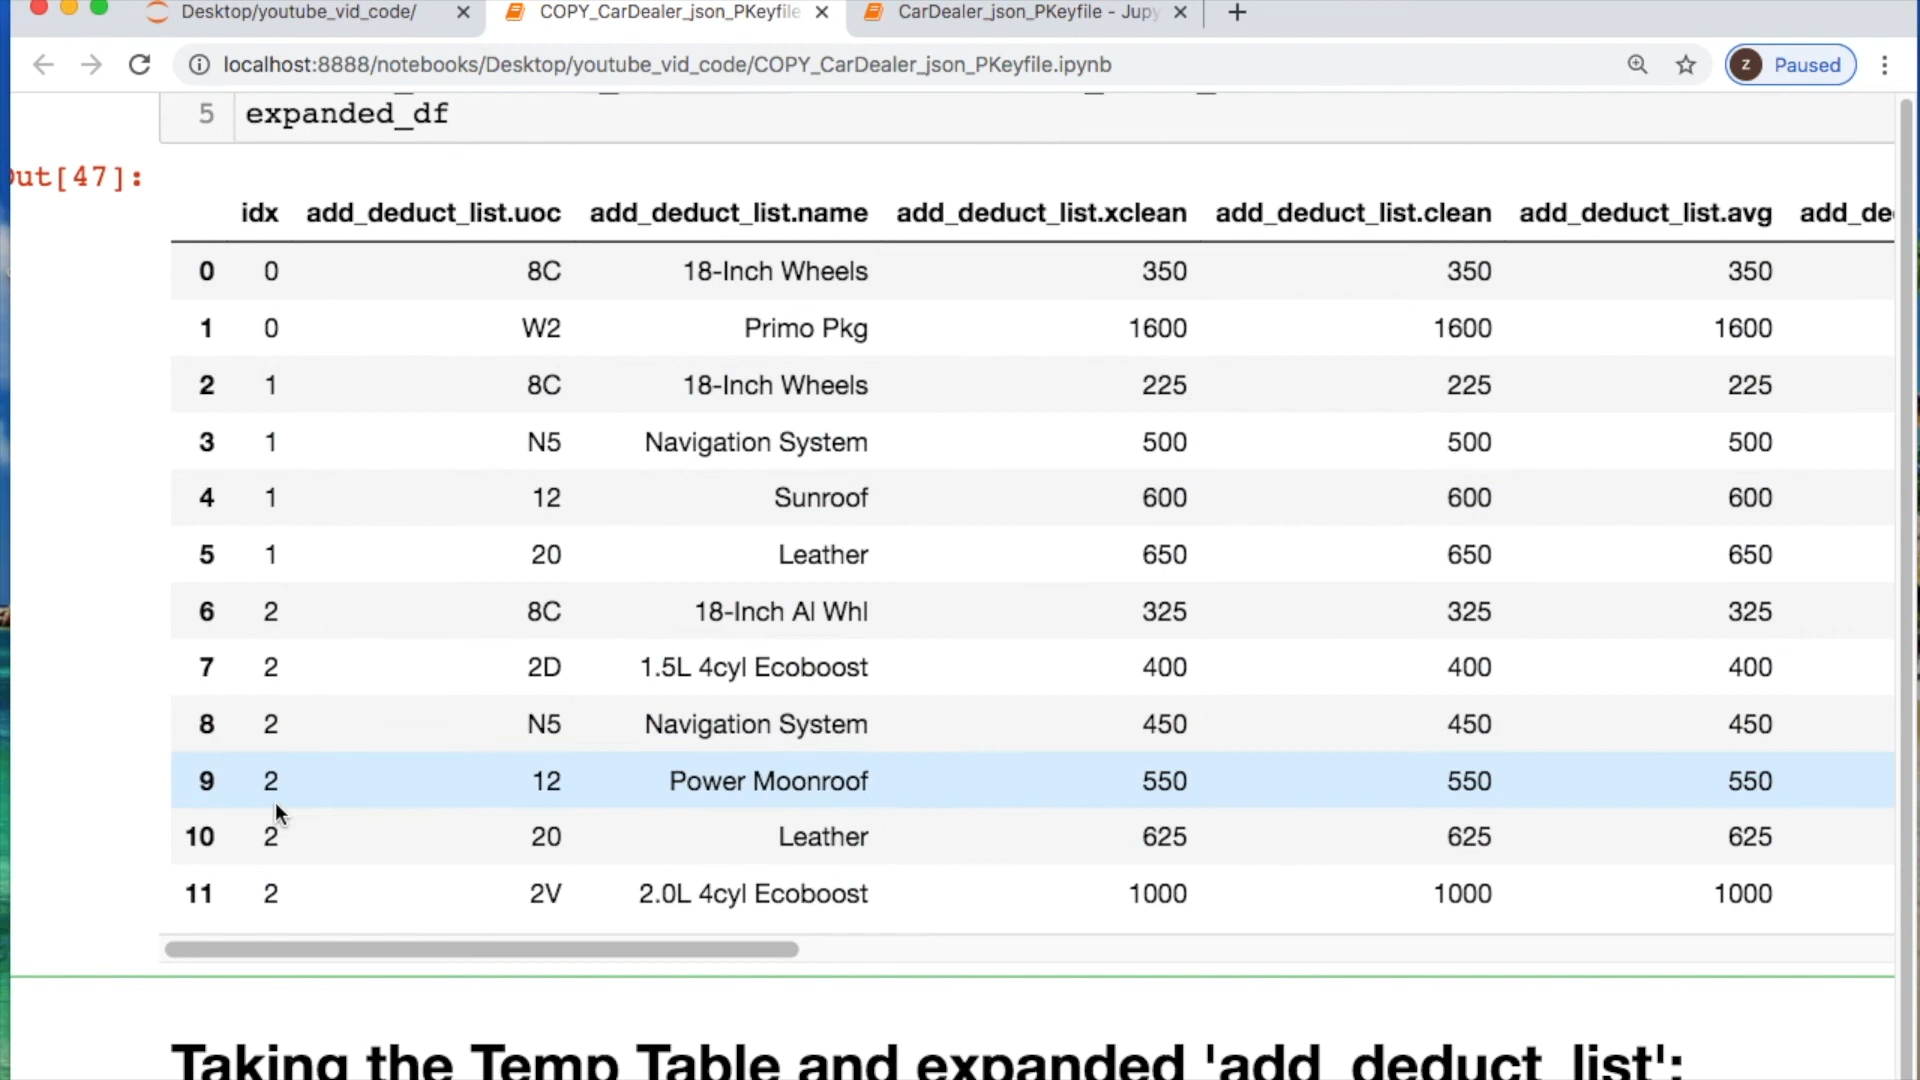 Desktop/youtube_vid_code/ COPY_CarDealer_json_PKeyfile CarDealer_json_PKeyfile - Jupy
localhost:8888/notebooks/Desktop/youtube_vid_code/COPY_CarDealer_json_PKeyfile.ipynb z Paused
5 expanded_df
ut[47]:
idx add_deduct_list.uoc add_deduct_list.name add_deduct_list.xclean add_deduct_list.clean add_deduct_list.avg add_de
0 0 8C 18-Inch Wheels 350 350 350
1 0 W2 Primo Pkg 1600 1600 1600
2 1 8C 18-Inch Wheels 225 225 225
3 1 N5 Navigation System 500 500 500
4 1 12 Sunroof 600 600 600
5 1 20 Leather 650 650 650
6 2 8C 18-Inch Al Whl 325 325 325
7 2 2D 1.5L 4cyl Ecoboost 400 400 400
8 2 N5 Navigation System 450 450 450
9 2 12 Power Moonroof 550 550 550
10 2 20 Leather 625 625 625
11 2 2V 2.0L 4cyl Ecoboost 1000 1000 1000
Taking the Temp Table and expanded 'add_deduct_list':